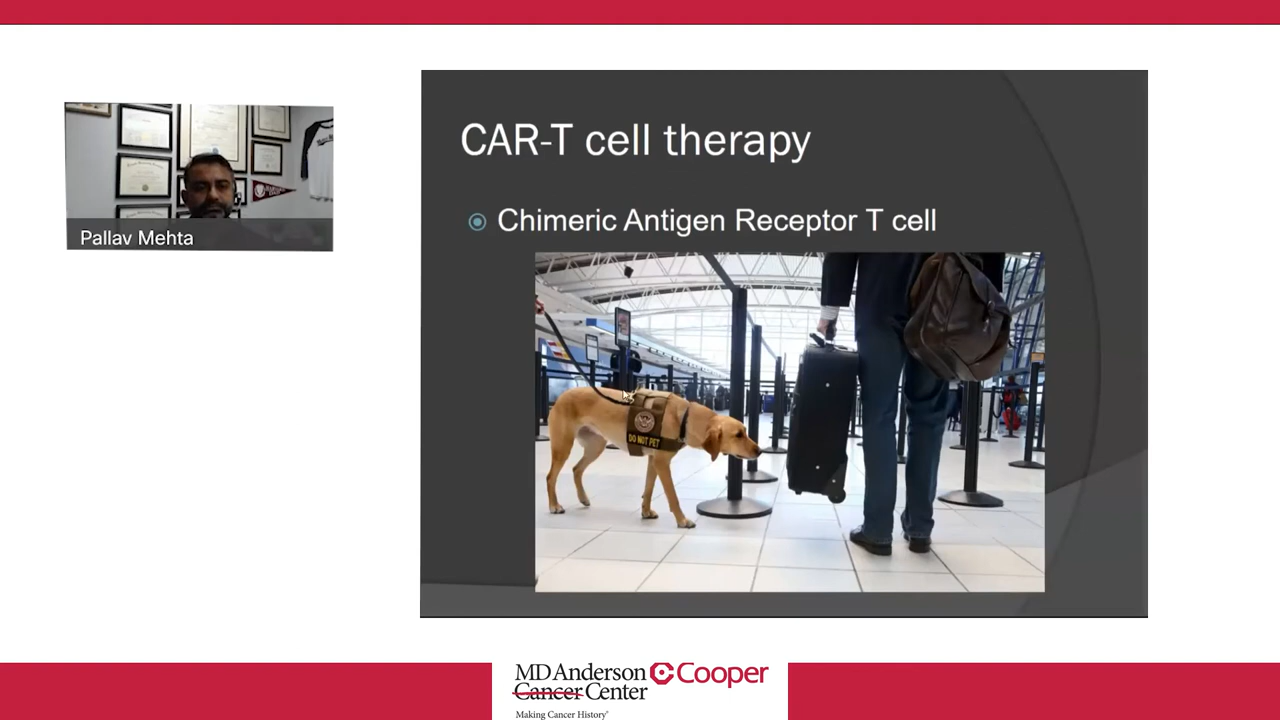 CAR-T cell therapy
Chimeric Antigen Receptor T cell
Pallav Mehta
DO NOT PET
MD Anderson Cooper
Cancer Center
Making Cancer History®